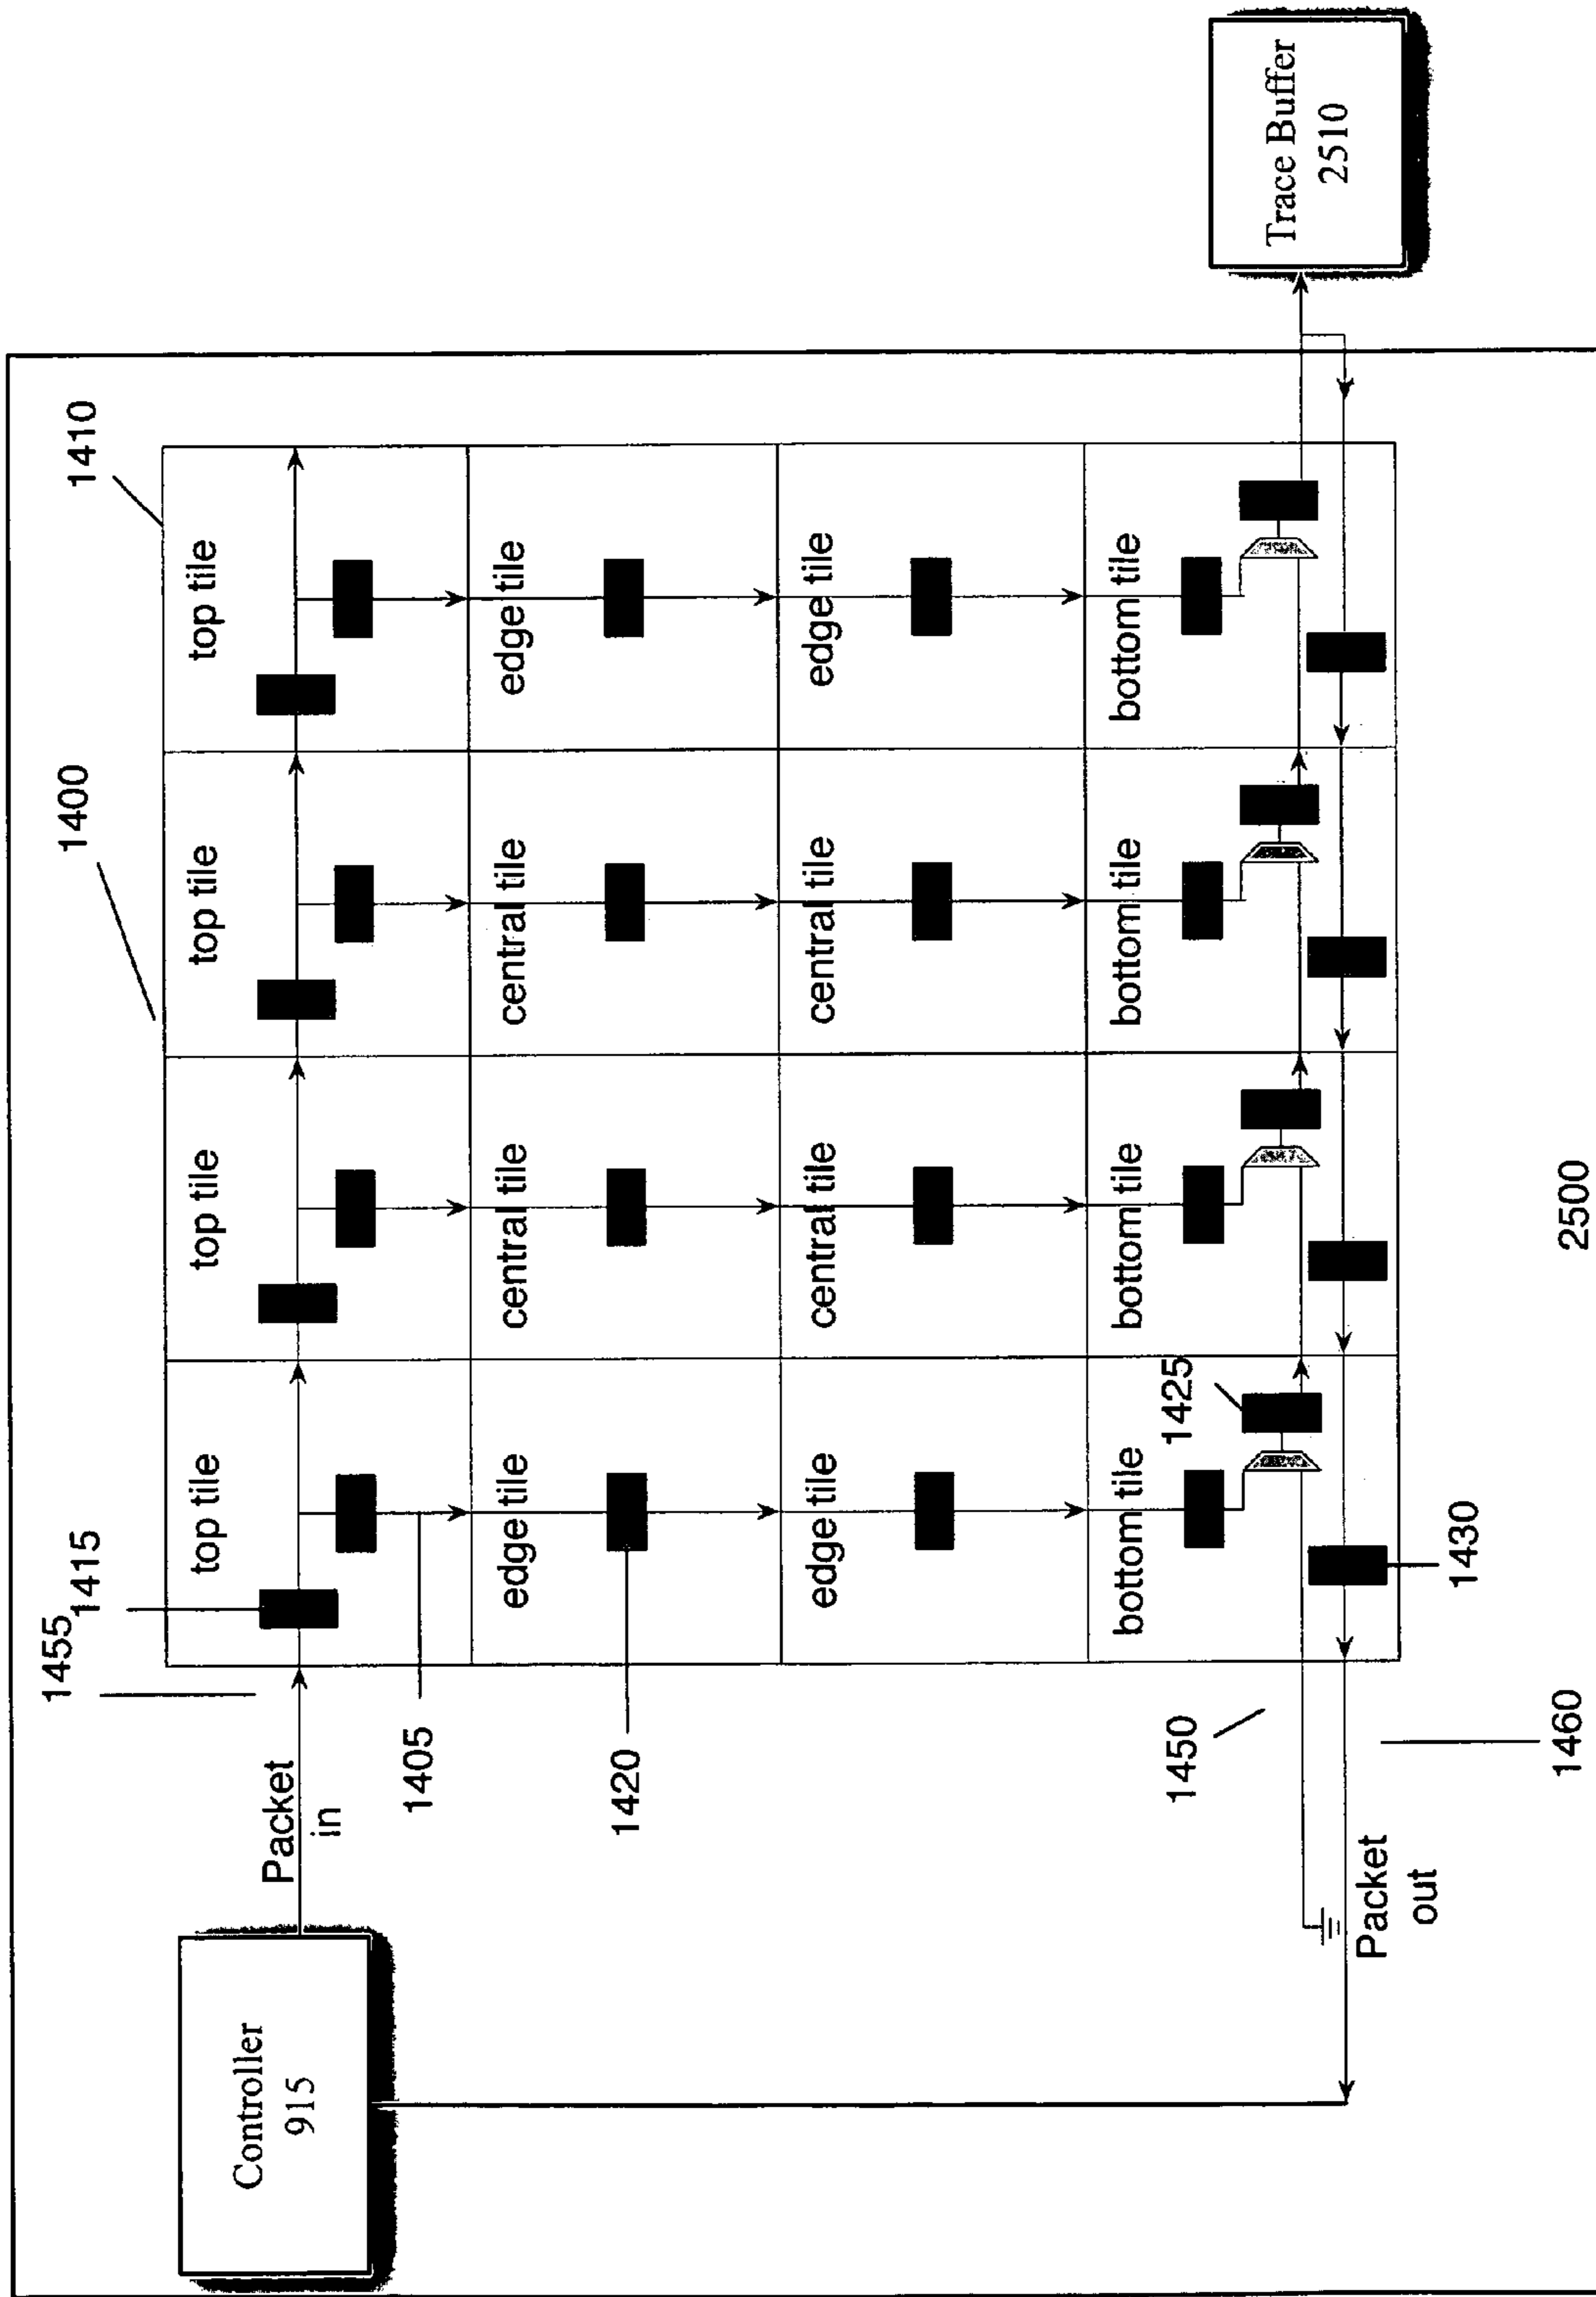 1455
1415
1400
1410
Controller
915
Packet
in
top tile
top tile
top tile
top tile
1405
edge tile
central tile
central tile
edge tile
1420
edge tile
central tile
central tile
edge tile
1450
bottom tile
bottom tile
bottom tile
bottom tile
1425
Trace Buffer
2510
Packet
out
1460
1430
2500